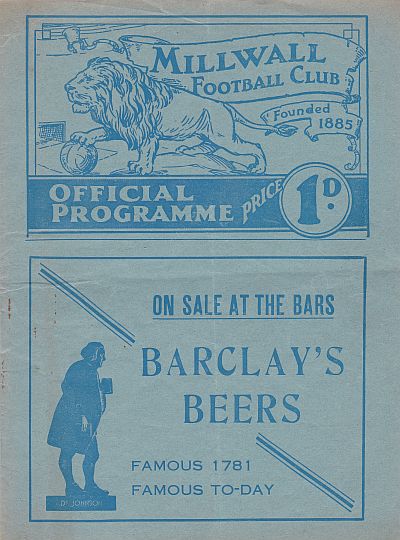 MILLWALL
FOOTBALL CLUB
Founded
1885
OFFICIAL
PROGRAMME
PRICE
1D.
ON SALE AT THE BARS
BARCLAY'S
BEERS
FAMOUS 1781
FAMOUS TO-DAY
DR JOHNSON